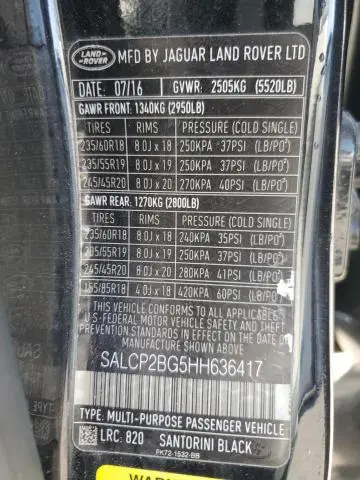 LAND ROVER
MFD BY JAGUAR LAND ROVER LTD
DATE: 07/16 GVWR: 2505KG (5520LB)
GAWR FRONT: 1340KG (2950LB)
TIRES RIMS PRESSURE (COLD SINGLE)
235/60R18 8.0J x 18 250KPA 37PSI (LB/PO²)
235/55R19 8.0J x 19 250KPA 37PSI (LB/PO²)
245/45R20 8.0J x 20 270KPA 40PSI (LB/PO²)
GAWR REAR: 1270KG (2800LB)
TIRES RIMS PRESSURE (COLD SINGLE)
235/60R18 8.0J x 18 240KPA 35PSI (LB/PO²)
8.0J x 19 250KPA 37PSI (LB/PO²)
245/45R20 8.0J x 20 280KPA 41PSI (LB/PO²)
155/85R18 4.0J x 18 420KPA 60PSI (LB/PO²)
THIS VEHICLE CONFORMS TO ALL APPLICABLE
U.S. FEDERAL MOTOR VEHICLE SAFETY AND
THEFT PREVENTION STANDARDS IN EFFECT ON THE
DATE OF MANUFACTURE SHOWN ABOVE.
SALCP2BG5HH636417
TYPE: MULTI-PURPOSE PASSENGER VEHICLE
LRC: 820 SANTORINI BLACK
FK72-1532-BB